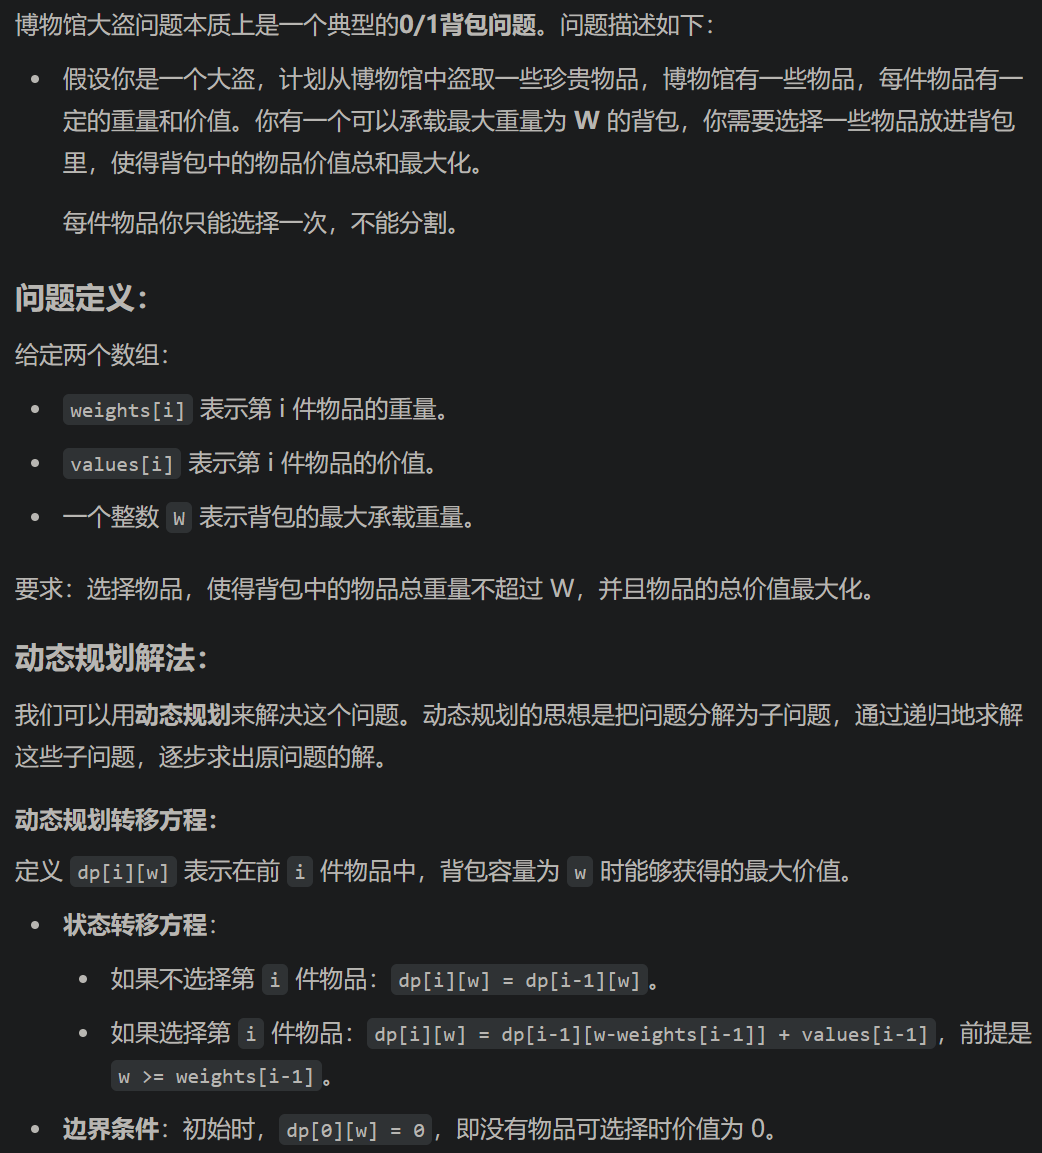 博物馆大盗问题本质上是一个典型的0/1背包问题。问题描述如下：
假设你是一个大盗，计划从博物馆中盗取一些珍贵物品，博物馆有一些物品，每件物品有一
定的重量和价值。你有一个可以承载最大重量为 W 的背包，你需要选择一些物品放进背包
里，使得背包中的物品价值总和最大化。
每件物品你只能选择一次，不能分割。
问题定义：
给定两个数组：
weights[i] 表示第 i 件物品的重量。
values[i] 表示第 i 件物品的价值。
一个整数 W 表示背包的最大承载重量。
要求：选择物品，使得背包中的物品总重量不超过 W，并且物品的总价值最大化。
动态规划解法：
我们可以用动态规划来解决这个问题。动态规划的思想是把问题分解为子问题，通过递归地求解
这些子问题，逐步求出原问题的解。
动态规划转移方程：
定义 dp[i][w] 表示在前 i 件物品中，背包容量为 w 时能够获得的最大价值。
状态转移方程：
如果不选择第 i 件物品：dp[i][w] = dp[i-1][w]。
如果选择第 i 件物品：dp[i][w] = dp[i-1][w-weights[i-1]] + values[i-1]，前提是
w >= weights[i-1]。
边界条件：初始时，dp[0][w] = 0，即没有物品可选择时价值为 0。